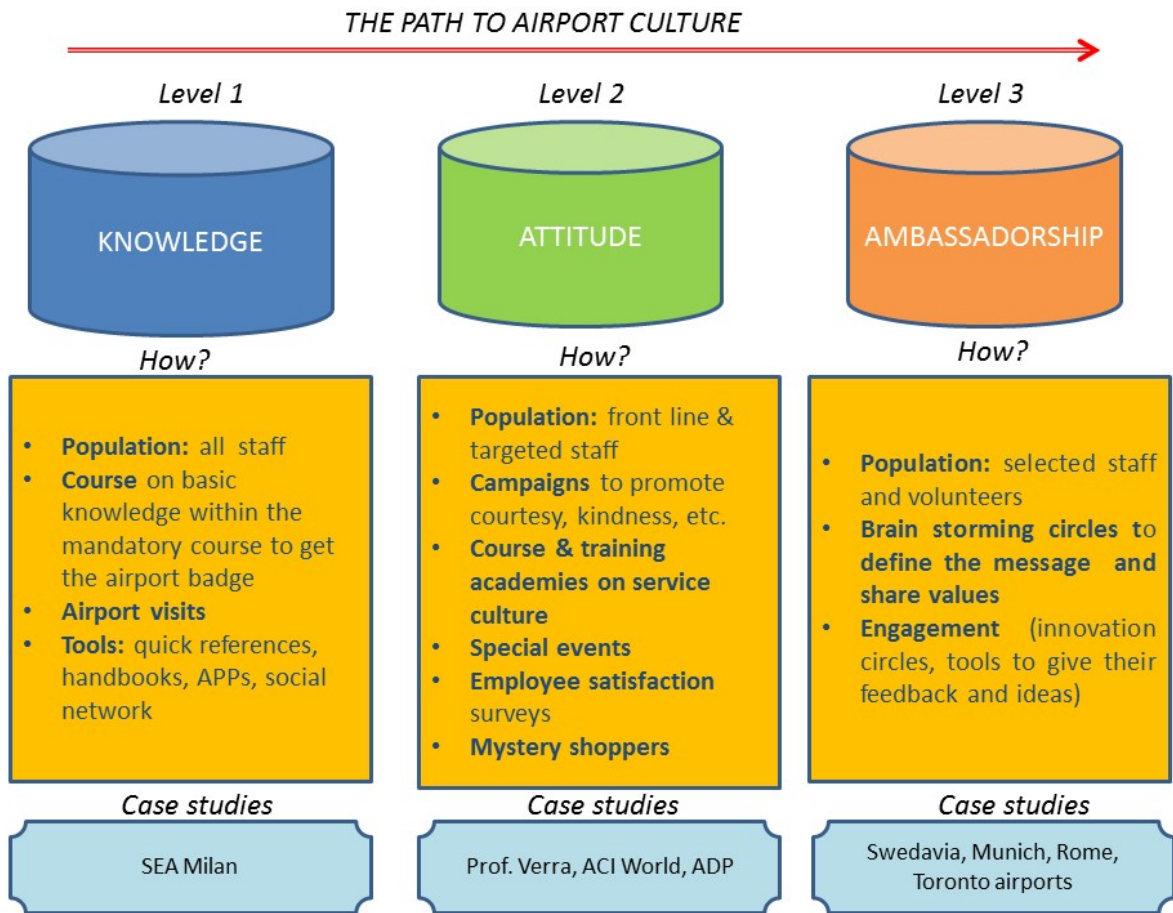 THE PATH TO AIRPORT CULTURE
Level 1
Level 2
Level 3
KNOWLEDGE
ATTITUDE
AMBASSADORSHIP
How?
• Population: all staff
• Course on basic
knowledge within the
mandatory course to get
the airport badge
• Airport visits
• Tools: quick references,
handbooks, APPs, social
network
How?
• Population: front line &
targeted staff
• Campaigns to promote
courtesy, kindness, etc.
• Course & training
academies on service
culture
• Special events
• Employee satisfaction
surveys
• Mystery shoppers
How?
• Population: selected staff
and volunteers
• Brain storming circles to
define the message and
share values
• Engagement (innovation
circles, tools to give their
feedback and ideas)
Case studies
SEA Milan
Case studies
Prof. Verra, ACI World, ADP
Case studies
Swedavia, Munich, Rome,
Toronto airports